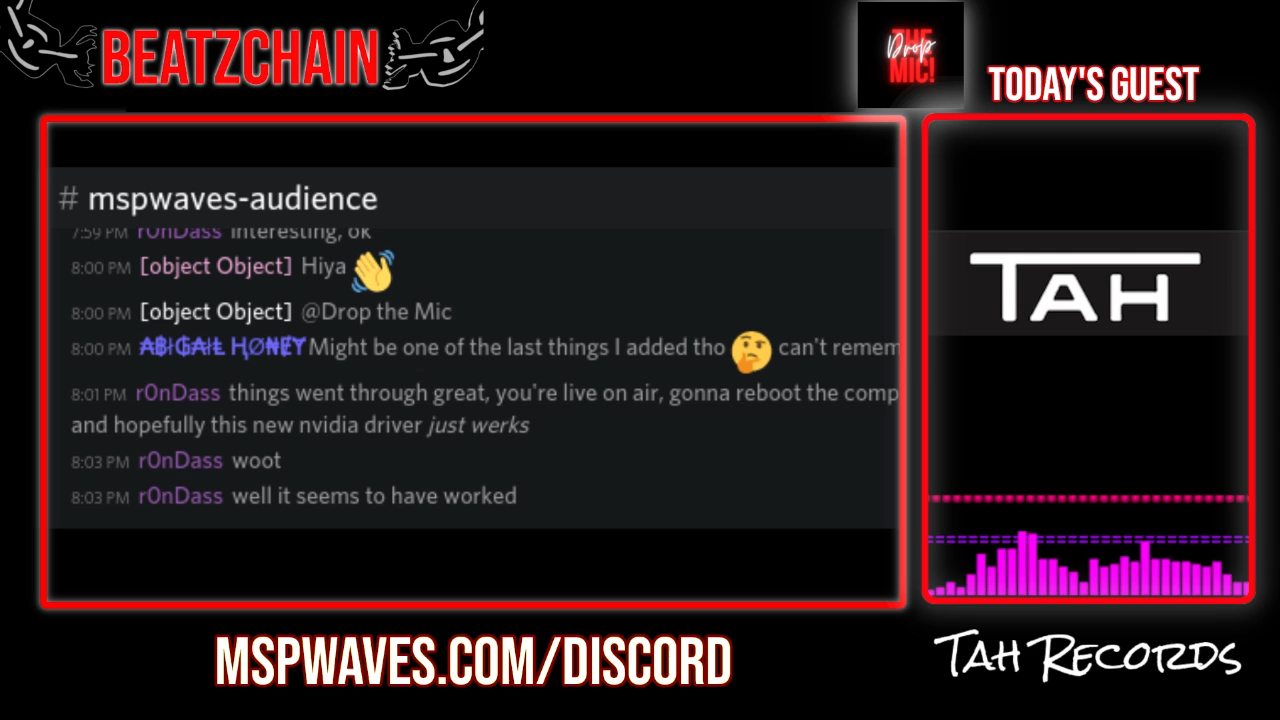 BEATZCHAIN
THE
Drop
MIC!
TODAY'S GUEST
# mspwaves-audience
7:59 PM r0nDass interesting, ok
8:00 PM [object Object] Hiya 👋
8:00 PM [object Object] @Drop the Mic
8:00 PM ABIGAIL HØNEY Might be one of the last things I added tho 🤔 can't remem
8:01 PM r0nDass things went through great, you're live on air, gonna reboot the comp
and hopefully this new nvidia driver just werks
8:03 PM r0nDass woot
8:03 PM r0nDass well it seems to have worked
TAH
MSPWAVES.COM/DISCORD
TAH RECORDS